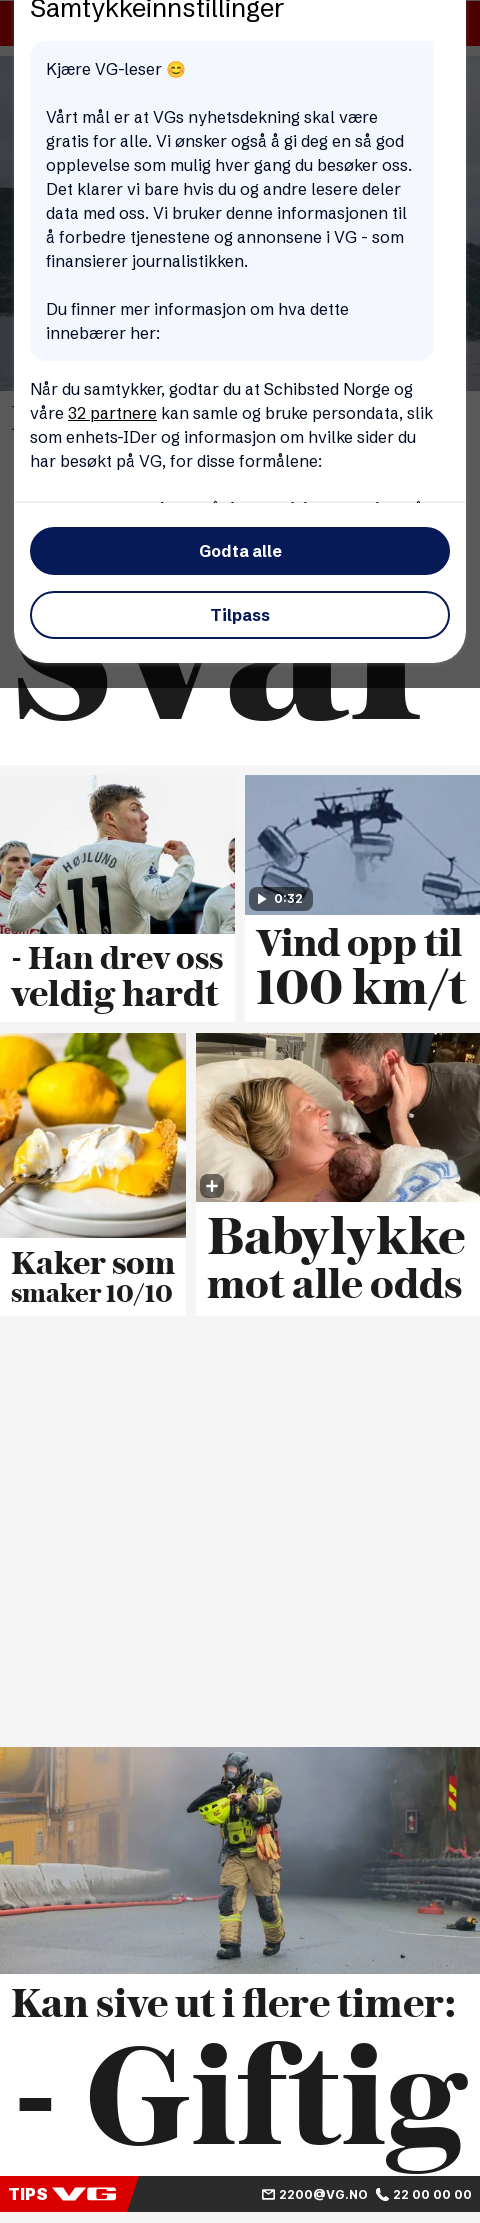 Samtykkeinnstillinger
Kjære VG-leser 😊
Vårt mål er at VGs nyhetsdekning skal være
gratis for alle. Vi ønsker også å gi deg en så god
opplevelse som mulig hver gang du besøker oss.
Det klarer vi bare hvis du og andre lesere deler
data med oss. Vi bruker denne informasjonen til
å forbedre tjenestene og annonsene i VG - som
finansierer journalistikken.
Du finner mer informasjon om hva dette
innebærer her:
Når du samtykker, godtar du at Schibsted Norge og
våre 32 partnere kan samle og bruke persondata, slik
som enhets-IDer og informasjon om hvilke sider du
har besøkt på VG, for disse formålene:
Godta alle
Tilpass
svar
HØJLUND
11
0:32
- Han drev oss
veldig hardt
Vind opp til
100 km/t
Kaker som
smaker 10/10
Babylykke
mot alle odds
Kan sive ut i flere timer:
- Giftig
TIPS VG 2200@VG.NO 22 00 00 00